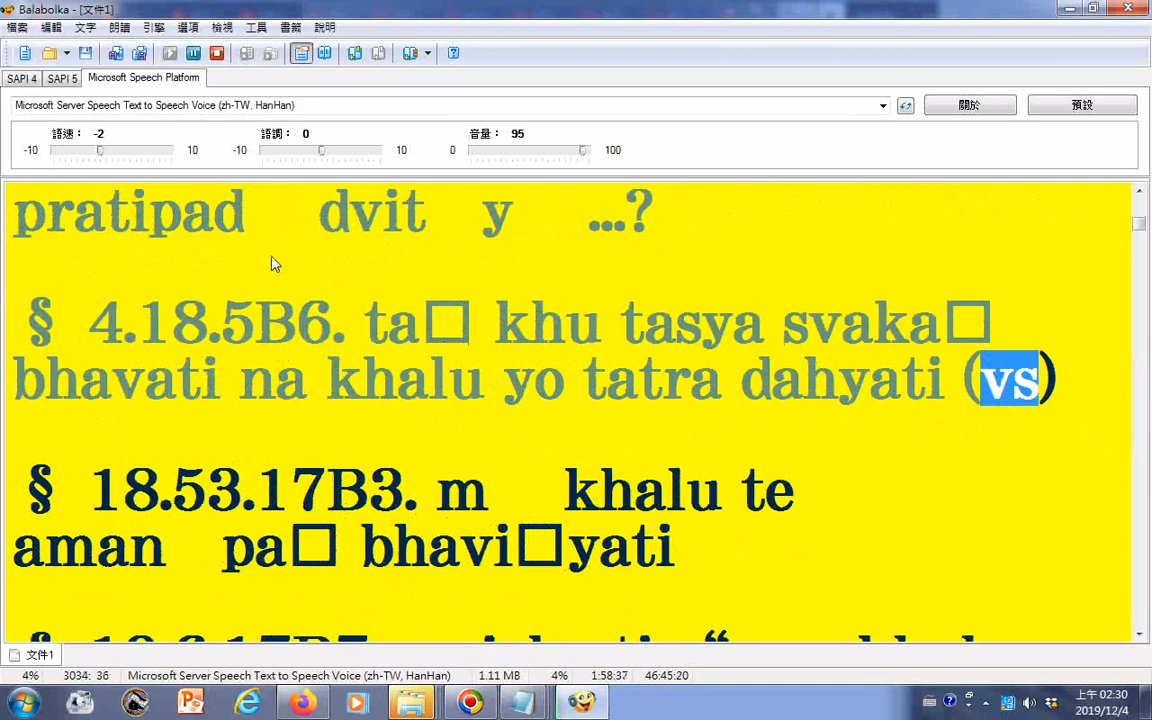 Balabolka - [文件1]
檔案 編輯 文字 朗讀 引擎 選項 檢視 工具 書籤 說明
SAPI 4 SAPI 5 Microsoft Speech Platform
Microsoft Server Speech Text to Speech Voice (zh-TW, HanHan) 關於 預設
語速： -2 語調： 0 音量： 95
-10 10 -10 10 0 100
pratipad dvit y ...?
§ 4.18.5B6. ta□ khu tasya svaka□
bhavati na khalu yo tatra dahyati (vs)
§ 18.53.17B3. m khalu te
aman pa□ bhavi□yati
文件1
4% 3034: 36 Microsoft Server Speech Text to Speech Voice (zh-TW, HanHan) 1.11 MB 4% 1:58:37 46:45:20
上午 02:30
2019/12/4